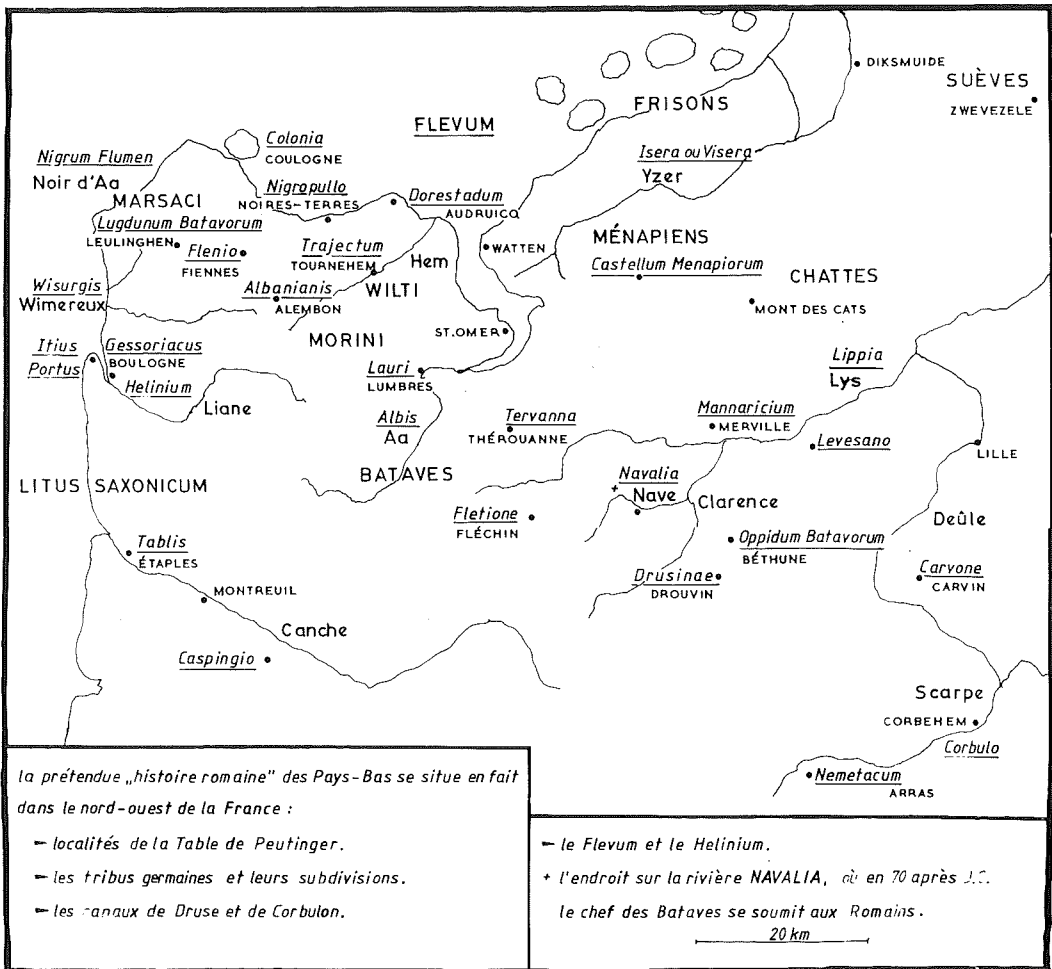 DIKSMUIDE
SUÈVES
ZWEVEZELE
FRISONS
FLEVUM
Colonia
COULOGNE
Nigrum Flumen
Noir d'Aa
Isera ou Visera
Yzer
MARSACI
Nigropullo
NOIRES-TERRES
Dorestadum
AUDRUICQ
Lugdunum Batavorum
LEULINGHEN
Flenio
FIENNES
Trajectum
TOURNEHEM
Hem
WATTEN
MÉNAPIENS
Castellum Menapiorum
CHATTES
Wisurgis
Wimereux
Albanianis
ALEMBON
WILTI
MONT DES CATS
MORINI
ST.OMER
Itius
Portus
Gessoriacus
BOULOGNE
Helinium
Liane
Lauri
LUMBRES
Lippia
Lys
Albis
Aa
Tervanna
THÉROUANNE
Mannaricium
MERVILLE
Levesano
LILLE
BATAVES
LITUS SAXONICUM
Navalia
+
Nave
Clarence
Fletione
FLÉCHIN
Deûle
Oppidum Batavorum
BÉTHUNE
Tablis
ÉTAPLES
Drusinae
DROUVIN
Carvone
CARVIN
MONTREUIL
Canche
Caspingio
Scarpe
CORBEHEM
Corbulo
Nemetacum
ARRAS
la prétendue „histoire romaine" des Pays-Bas se situe en fait
dans le nord-ouest de la France :
- localités de la Table de Peutinger.
- les tribus germaines et leurs subdivisions.
- les canaux de Druse et de Corbulon.
- le Flevum et le Helinium.
+ l'endroit sur la rivière NAVALIA, où en 70 après J.C.
le chef des Bataves se soumit aux Romains.
20 km